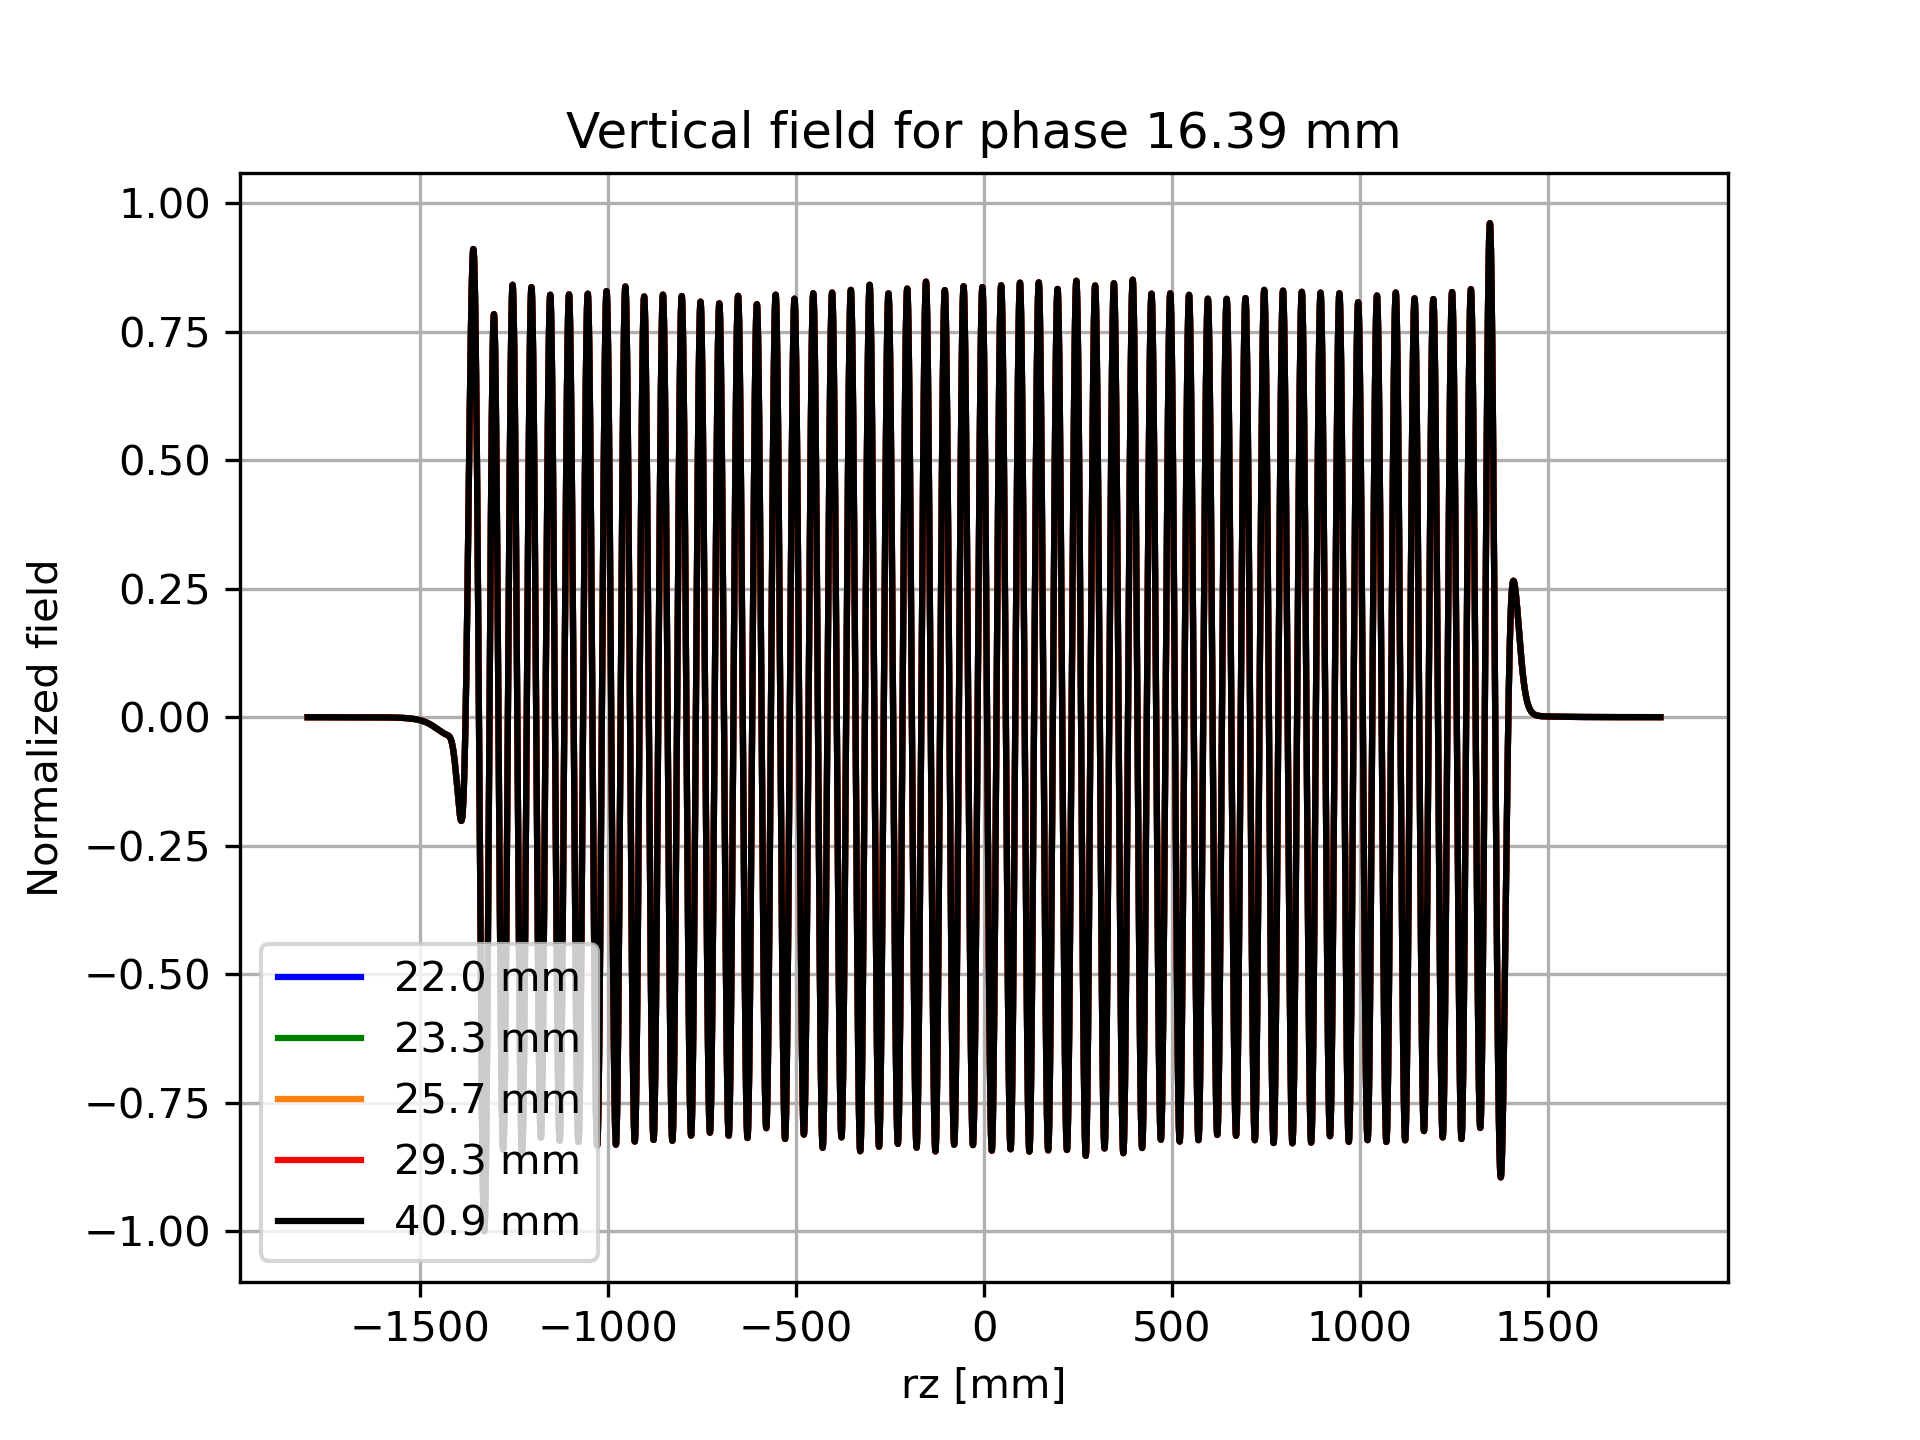 Vertical field for phase 16.39 mm
1.00
0.75
0.50
0.25
0.00
−0.25
−0.50
−0.75
−1.00
Normalized field
22.0 mm
23.3 mm
25.7 mm
29.3 mm
40.9 mm
−1500 −1000 −500 0 500 1000 1500
rz [mm]